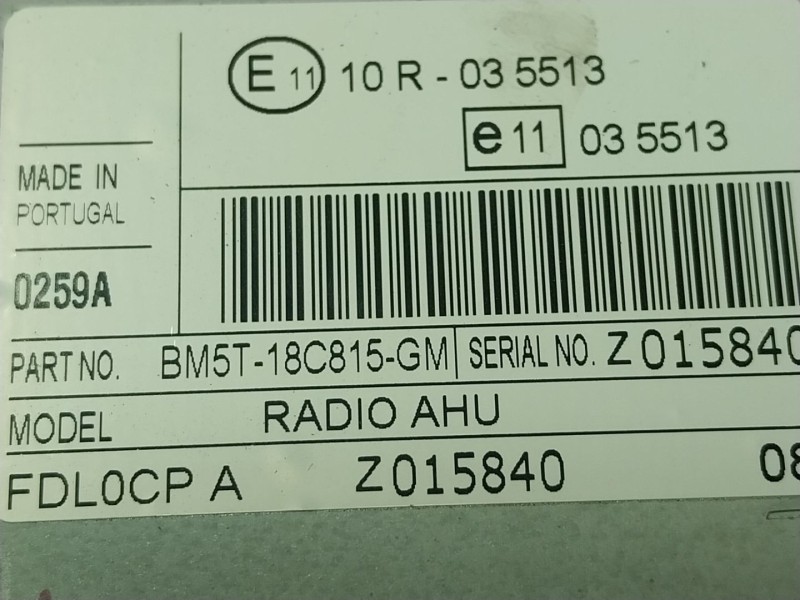 E 11 10 R - 03 5513
e 11 03 5513
MADE IN
PORTUGAL
0259A
PART NO. BM5T-18C815-GM SERIAL NO. Z015840
MODEL RADIO AHU
FDL0CP A Z015840 08